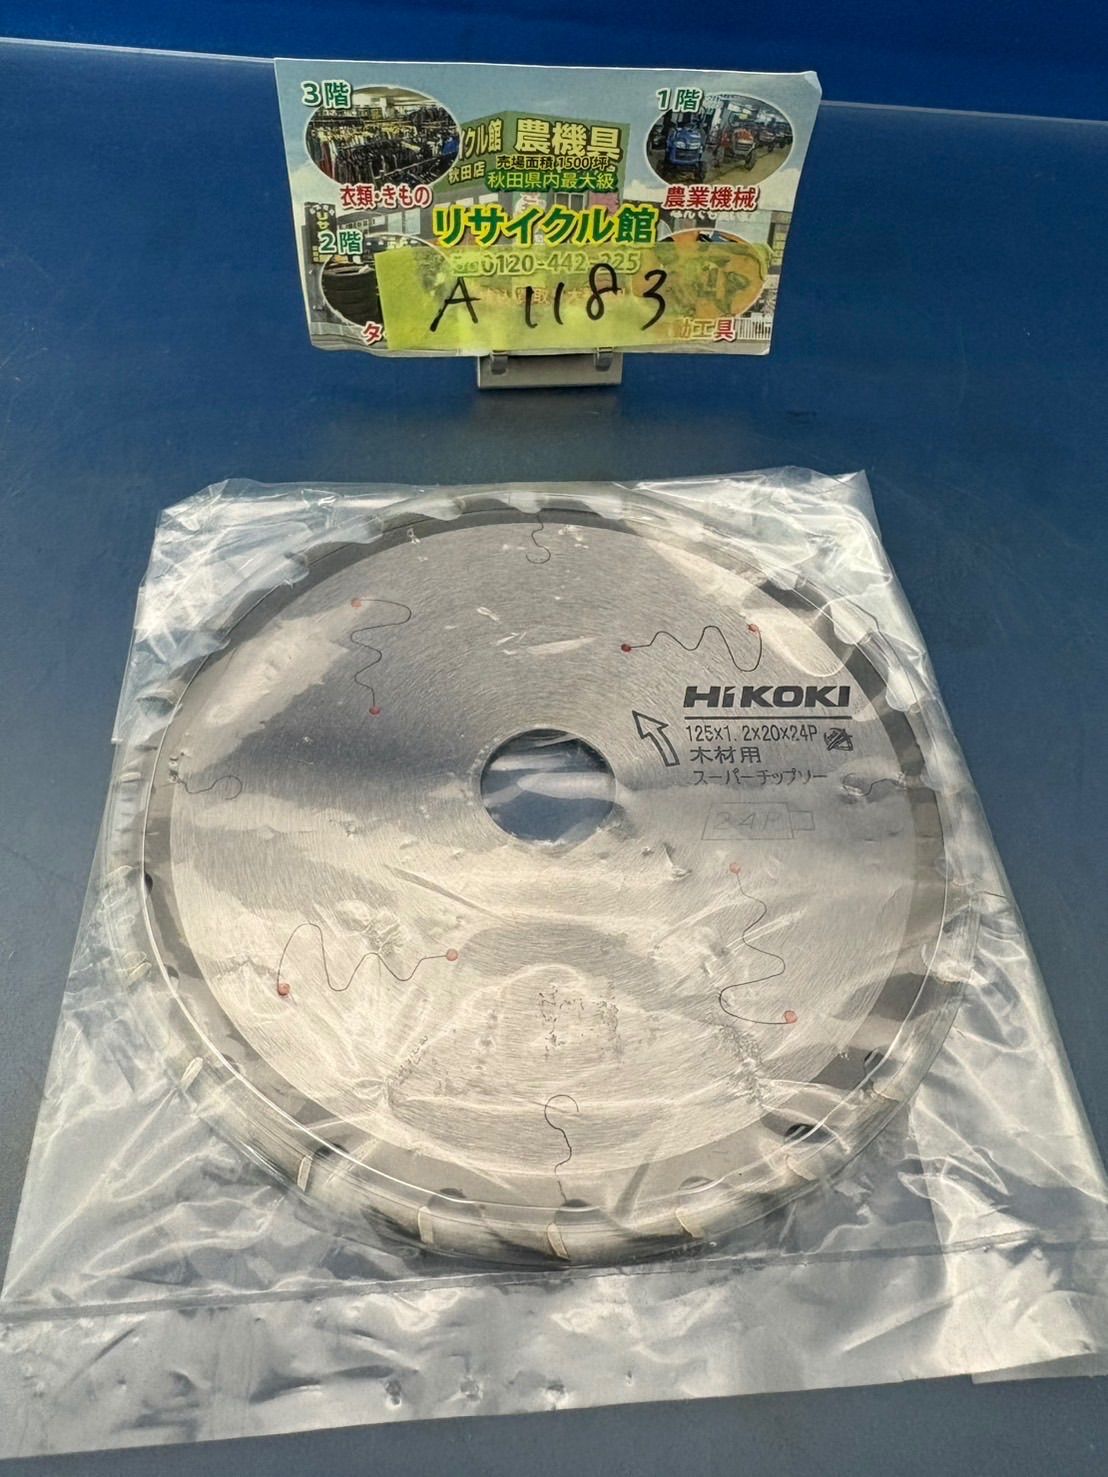 3階
1階
イクル館 農機具
秋田店
売場面積 1500坪
秋田県内最大級
衣類・きもの
農業機械
リサイクル館
2階
0120-442-225
A 1183
タ
動工具
HiKOKI
125×1.2×20×24P
木材用
スーパーチップソー
24P